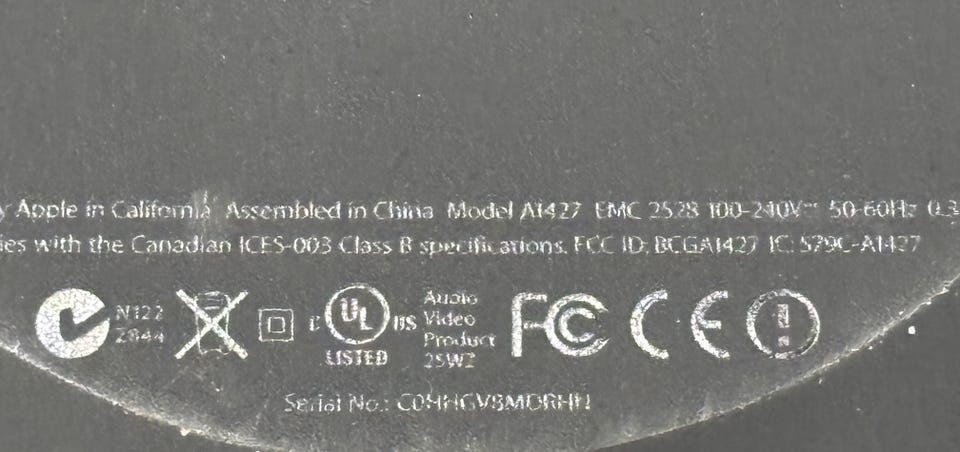 Apple in California Assembled in China Model A1427 EMC 2528 100-240V~ 50-60Hz 0.3
ies with the Canadian ICES-003 Class B specifications. FCC ID: BCGA1427 IC: 579C-A1427
N122
Z844
C UL US
LISTED
Audio
Video
Product
25WZ
FC CE
Serial No.: